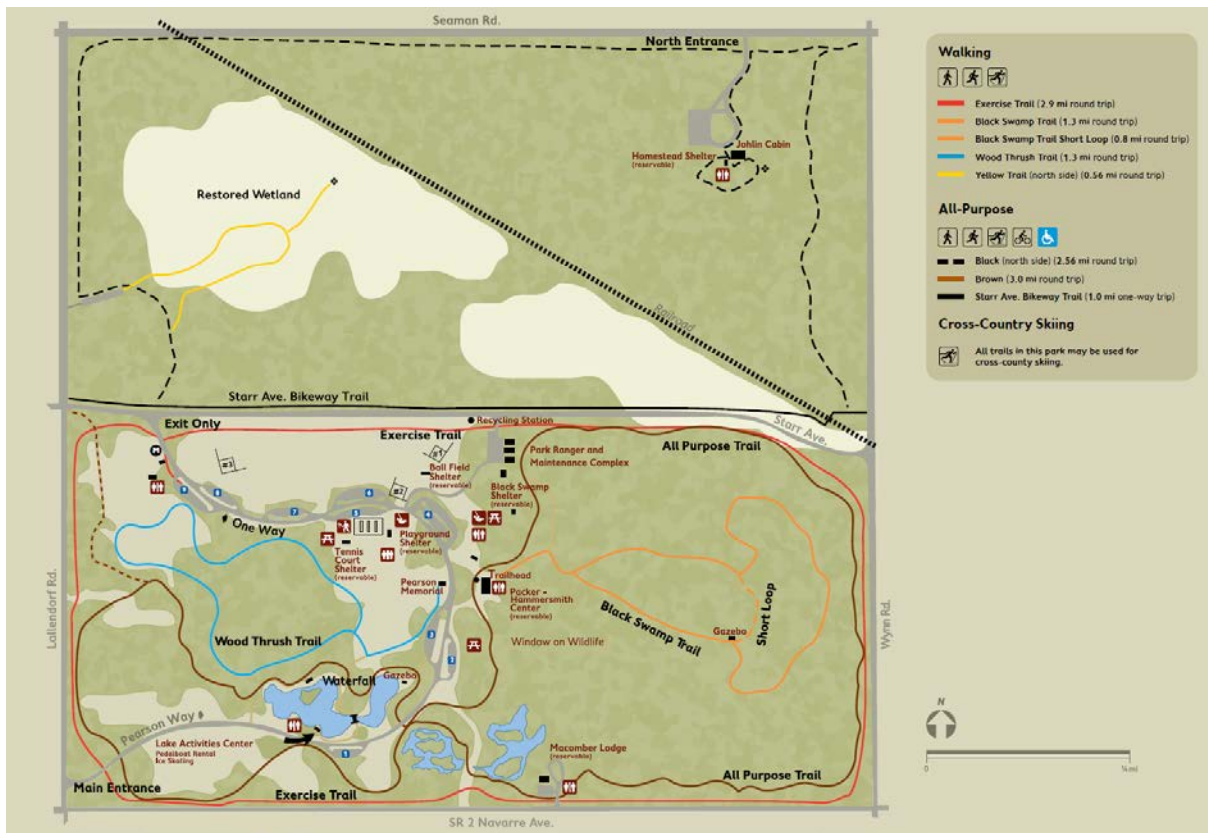 Seaman Rd.
North Entrance
Homestead Shelter
(reservable)
Johlin Cabin
Restored Wetland
Railroad
Starr Ave. Bikeway Trail
Starr Ave.
Exit Only
Exercise Trail
Recycling Station
All Purpose Trail
Park Ranger and
Maintenance Complex
#3
#1
#2
Ball Field
Shelter
(reservable)
Black Swamp
Shelter
(reservable)
9
8
7
6
5
4
One Way
Tennis
Court
Shelter
(reservable)
Playground
Shelter
(reservable)
Pearson
Memorial
Trailhead
Packer -
Hammersmith
Center
(reservable)
Black Swamp Trail
Gazebo
Short Loop
Lallendorf Rd.
Wynn Rd.
Wood Thrush Trail
Window on Wildlife
Waterfall
Gazebo
Pearson Way
Lake Activities Center
Pedalboat Rental
Ice Skating
Macomber Lodge
(reservable)
Main Entrance
Exercise Trail
All Purpose Trail
SR 2 Navarre Ave.
Walking
Exercise Trail (2.9 mi round trip)
Black Swamp Trail (1.3 mi round trip)
Black Swamp Trail Short Loop (0.8 mi round trip)
Wood Thrush Trail (1.3 mi round trip)
Yellow Trail (north side) (0.56 mi round trip)
All-Purpose
Black (north side) (2.56 mi round trip)
Brown (3.0 mi round trip)
Starr Ave. Bikeway Trail (1.0 mi one-way trip)
Cross-Country Skiing
All trails in this park may be used for
cross-county skiing.
N
0